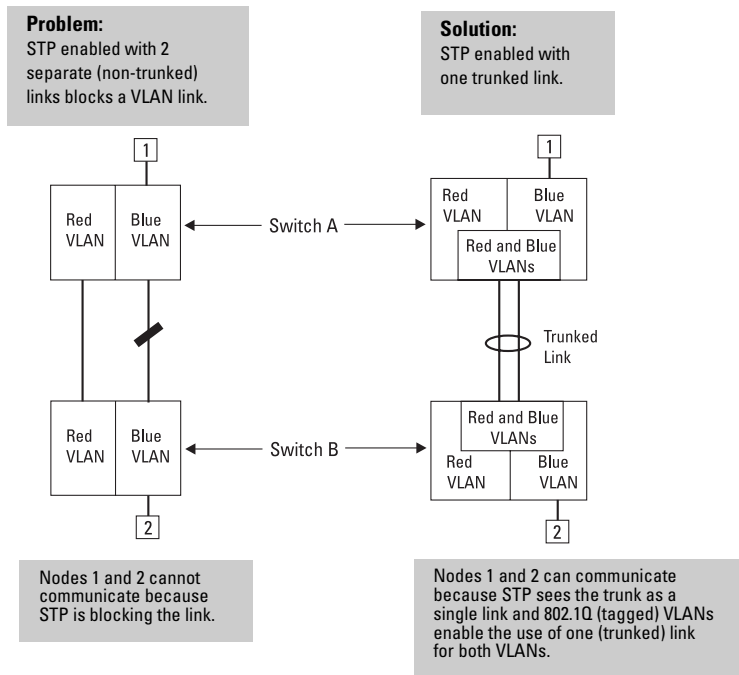 Problem:
STP enabled with 2
separate (non-trunked)
links blocks a VLAN link.
Solution:
STP enabled with
one trunked link.
1
1
Red
VLAN
Blue
VLAN
Switch A
Red
VLAN
Blue
VLAN
Red and Blue
VLANs
Trunked
Link
Red
VLAN
Blue
VLAN
Switch B
Red and Blue
VLANs
Red
VLAN
Blue
VLAN
2
2
Nodes 1 and 2 cannot
communicate because
STP is blocking the link.
Nodes 1 and 2 can communicate
because STP sees the trunk as a
single link and 802.1Q (tagged) VLANs
enable the use of one (trunked) link
for both VLANs.